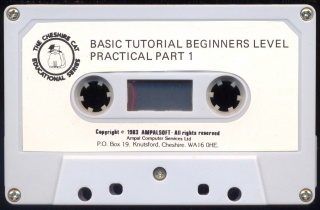 THE CHESHIRE CAT
EDUCATIONAL SERIES
BASIC TUTORIAL BEGINNERS LEVEL
PRACTICAL PART 1
Copyright © 1983 AMPALSOFT · All rights reserved
Ampal Computer Services Ltd
P.O. Box 19. Knutsford, Cheshire. WA16 0HE.